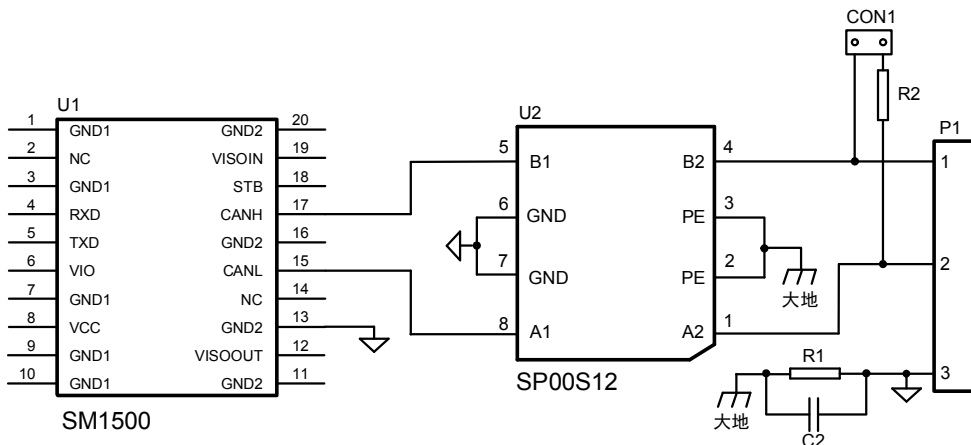 CON1
R2
U1
1 GND1 GND2 20
2 NC VISOIN 19
3 GND1 STB 18
4 RXD CANH 17
5 TXD GND2 16
6 VIO CANL 15
7 GND1 NC 14
8 VCC GND2 13
9 GND1 VISOOUT 12
10 GND1 GND2 11
SM1500
U2
5 B1 B2 4
6 GND PE 3
7 GND PE 2
8 A1 A2 1
SP00S12
大地
P1
1
2
3
R1
C2
大地